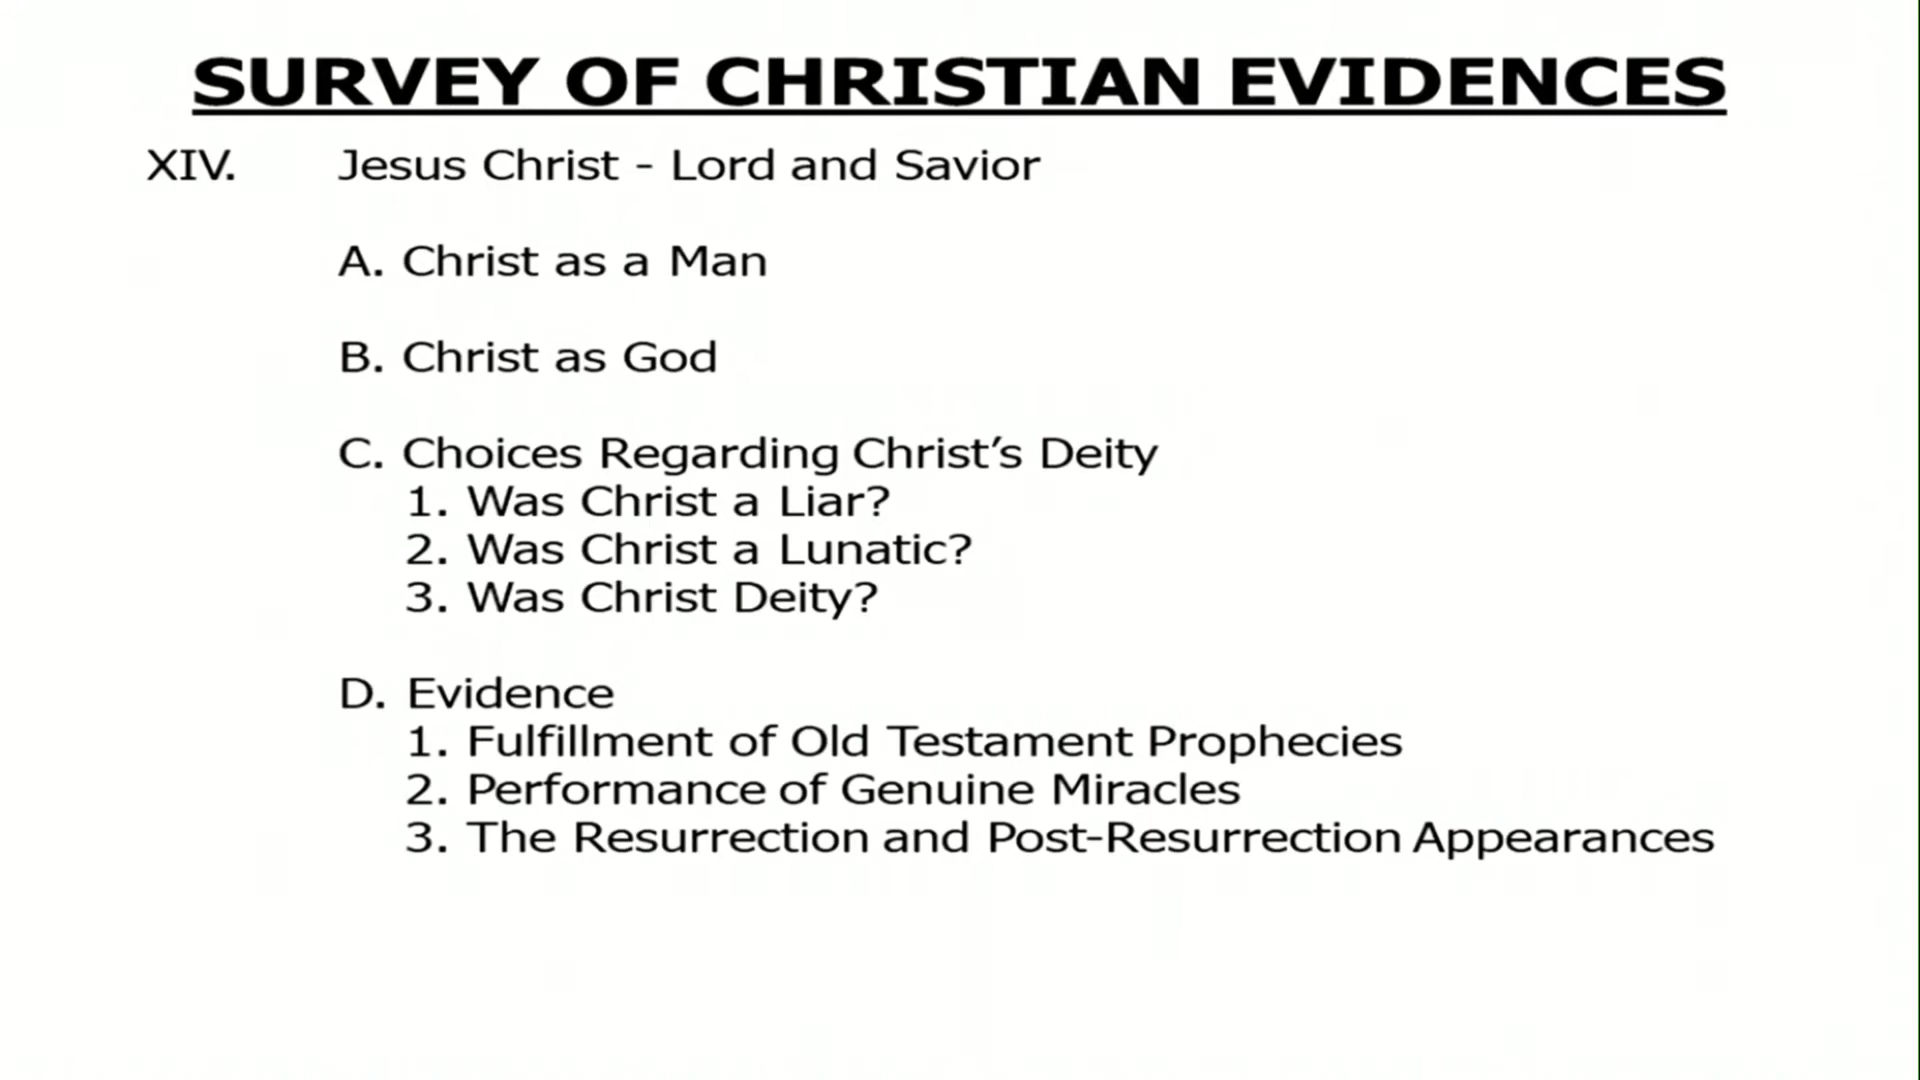 SURVEY OF CHRISTIAN EVIDENCES
XIV. Jesus Christ - Lord and Savior
A. Christ as a Man
B. Christ as God
C. Choices Regarding Christ’s Deity
1. Was Christ a Liar?
2. Was Christ a Lunatic?
3. Was Christ Deity?
D. Evidence
1. Fulfillment of Old Testament Prophecies
2. Performance of Genuine Miracles
3. The Resurrection and Post-Resurrection Appearances